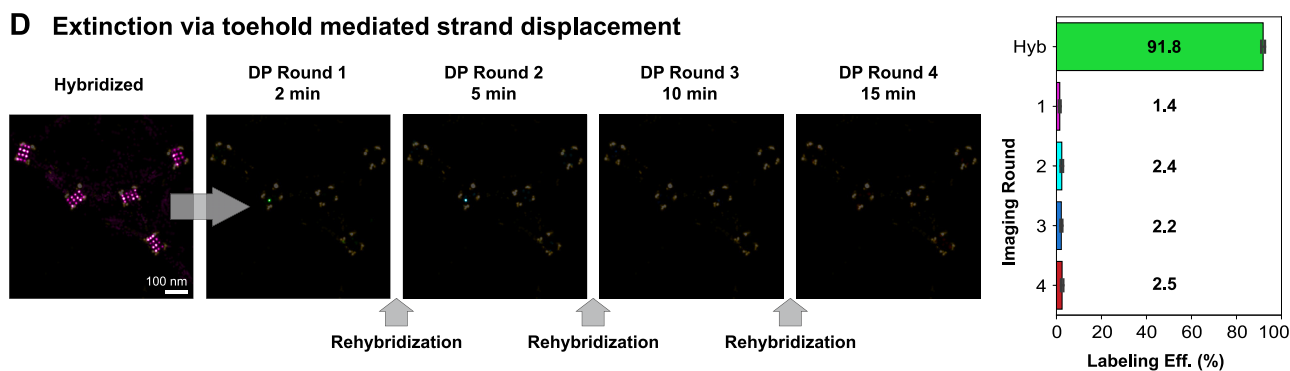 D Extinction via toehold mediated strand displacement
Hybridized
DP Round 1
2 min
DP Round 2
5 min
DP Round 3
10 min
DP Round 4
15 min
100 nm
Rehybridization
Rehybridization
Rehybridization
Imaging Round
Hyb
91.8
1
1.4
2
2.4
3
2.2
4
2.5
0 20 40 60 80 100
Labeling Eff. (%)